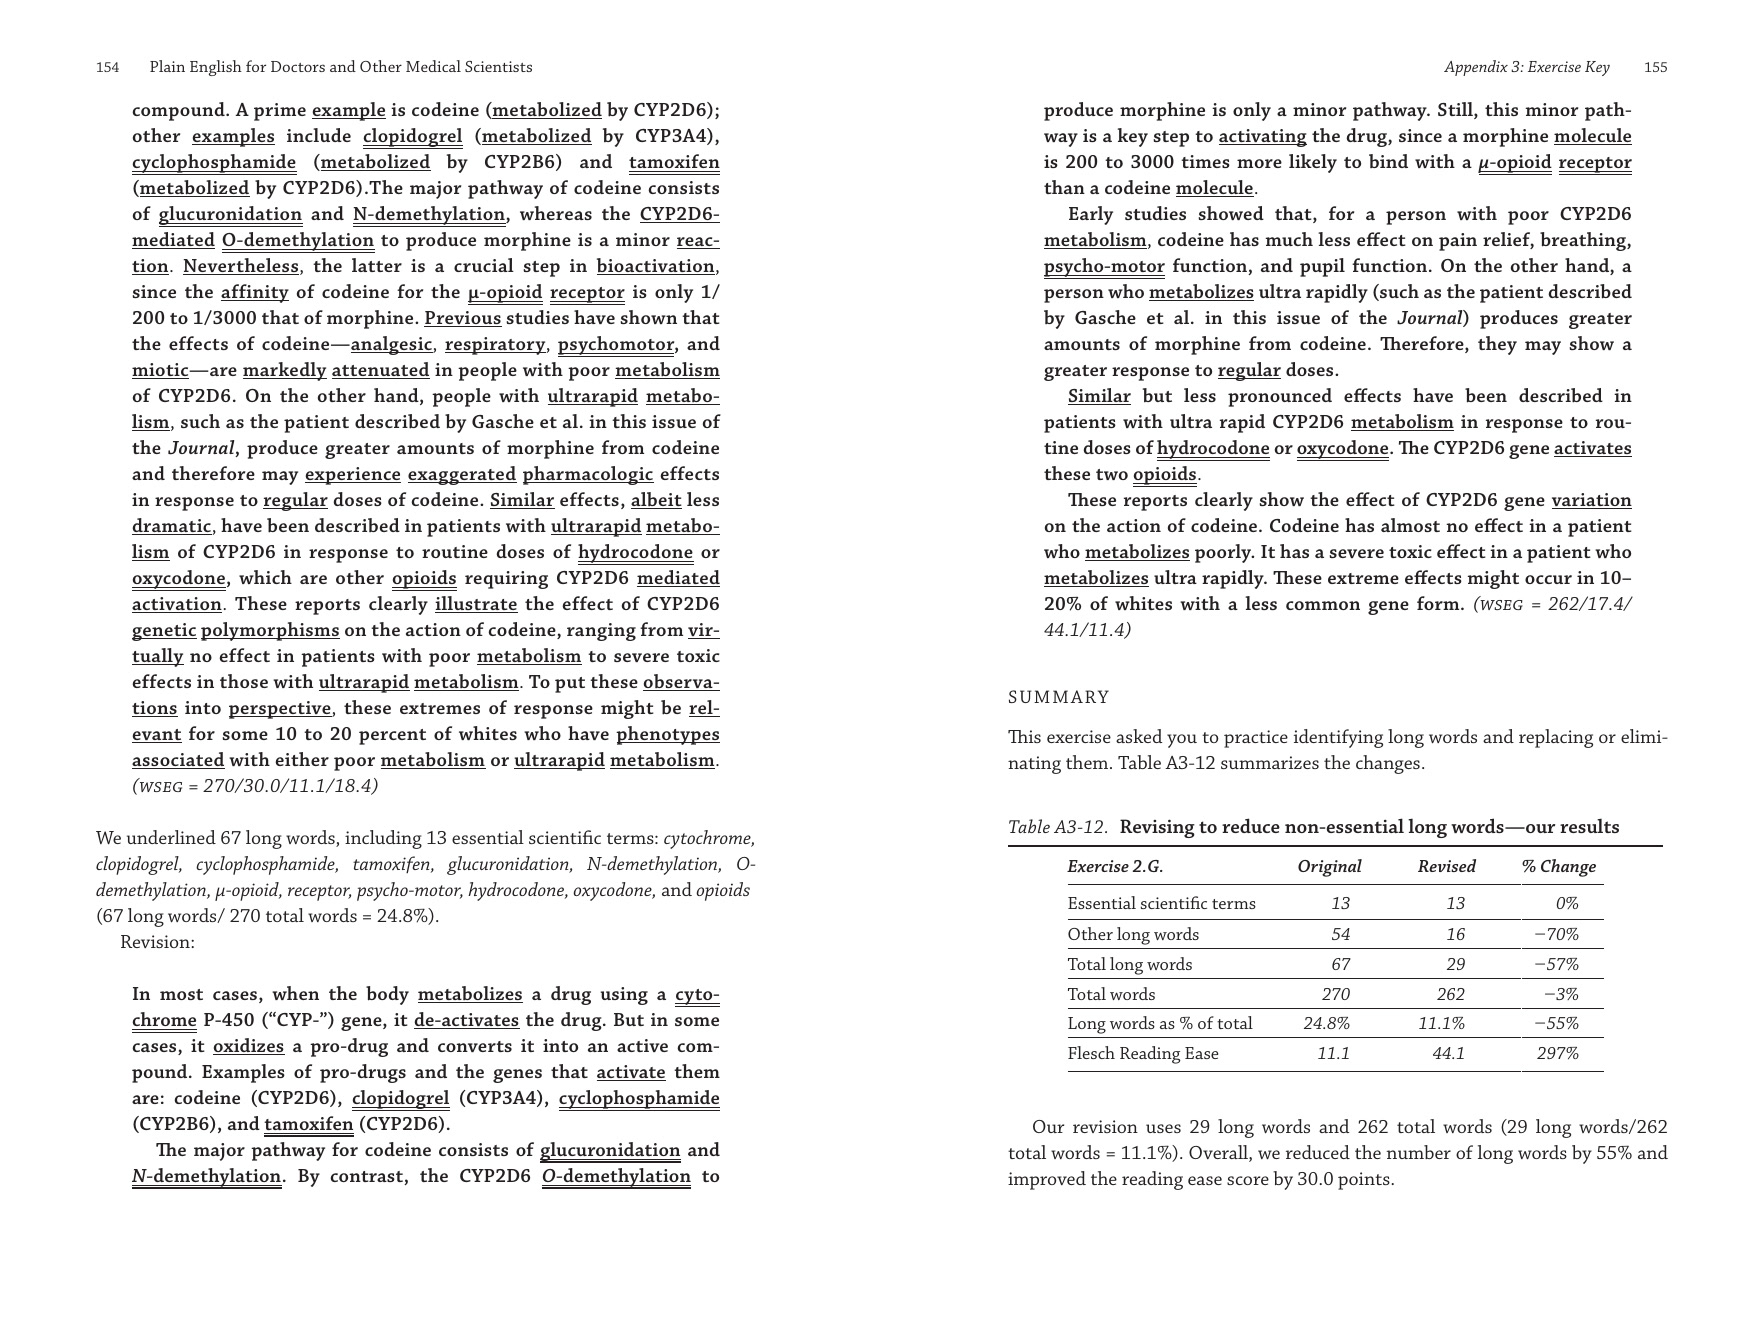 154 Plain English for Doctors and Other Medical Scientists
compound. A prime example is codeine (metabolized by CYP2D6);
other examples include clopidogrel (metabolized by CYP3A4),
cyclophosphamide (metabolized by CYP2B6) and tamoxifen
(metabolized by CYP2D6).The major pathway of codeine consists
of glucuronidation and N-demethylation, whereas the CYP2D6-
mediated O-demethylation to produce morphine is a minor reac-
tion. Nevertheless, the latter is a crucial step in bioactivation,
since the affinity of codeine for the μ-opioid receptor is only 1/
200 to 1/3000 that of morphine. Previous studies have shown that
the effects of codeine—analgesic, respiratory, psychomotor, and
miotic—are markedly attenuated in people with poor metabolism
of CYP2D6. On the other hand, people with ultrarapid metabo-
lism, such as the patient described by Gasche et al. in this issue of
the Journal, produce greater amounts of morphine from codeine
and therefore may experience exaggerated pharmacologic effects
in response to regular doses of codeine. Similar effects, albeit less
dramatic, have been described in patients with ultrarapid metabo-
lism of CYP2D6 in response to routine doses of hydrocodone or
oxycodone, which are other opioids requiring CYP2D6 mediated
activation. These reports clearly illustrate the effect of CYP2D6
genetic polymorphisms on the action of codeine, ranging from vir-
tually no effect in patients with poor metabolism to severe toxic
effects in those with ultrarapid metabolism. To put these observa-
tions into perspective, these extremes of response might be rel-
evant for some 10 to 20 percent of whites who have phenotypes
associated with either poor metabolism or ultrarapid metabolism.
(WSEG = 270/30.0/11.1/18.4)
We underlined 67 long words, including 13 essential scientific terms: cytochrome,
clopidogrel, cyclophosphamide, tamoxifen, glucuronidation, N-demethylation, O-
demethylation, μ-opioid, receptor, psycho-motor, hydrocodone, oxycodone, and opioids
(67 long words/ 270 total words = 24.8%).
Revision:
In most cases, when the body metabolizes a drug using a cyto-
chrome P-450 (“CYP-”) gene, it de-activates the drug. But in some
cases, it oxidizes a pro-drug and converts it into an active com-
pound. Examples of pro-drugs and the genes that activate them
are: codeine (CYP2D6), clopidogrel (CYP3A4), cyclophosphamide
(CYP2B6), and tamoxifen (CYP2D6).
The major pathway for codeine consists of glucuronidation and
N-demethylation. By contrast, the CYP2D6 O-demethylation to
Appendix 3: Exercise Key 155
produce morphine is only a minor pathway. Still, this minor path-
way is a key step to activating the drug, since a morphine molecule
is 200 to 3000 times more likely to bind with a μ-opioid receptor
than a codeine molecule.
Early studies showed that, for a person with poor CYP2D6
metabolism, codeine has much less effect on pain relief, breathing,
psycho-motor function, and pupil function. On the other hand, a
person who metabolizes ultra rapidly (such as the patient described
by Gasche et al. in this issue of the Journal) produces greater
amounts of morphine from codeine. Therefore, they may show a
greater response to regular doses.
Similar but less pronounced effects have been described in
patients with ultra rapid CYP2D6 metabolism in response to rou-
tine doses of hydrocodone or oxycodone. The CYP2D6 gene activates
these two opioids.
These reports clearly show the effect of CYP2D6 gene variation
on the action of codeine. Codeine has almost no effect in a patient
who metabolizes poorly. It has a severe toxic effect in a patient who
metabolizes ultra rapidly. These extreme effects might occur in 10–
20% of whites with a less common gene form. (WSEG = 262/17.4/
44.1/11.4)
SUMMARY
This exercise asked you to practice identifying long words and replacing or elimi-
nating them. Table A3-12 summarizes the changes.
Table A3-12. Revising to reduce non-essential long words—our results
Exercise 2.G. Original Revised % Change
Essential scientific terms 13 13 0%
Other long words 54 16 −70%
Total long words 67 29 −57%
Total words 270 262 −3%
Long words as % of total 24.8% 11.1% −55%
Flesch Reading Ease 11.1 44.1 297%
Our revision uses 29 long words and 262 total words (29 long words/262
total words = 11.1%). Overall, we reduced the number of long words by 55% and
improved the reading ease score by 30.0 points.